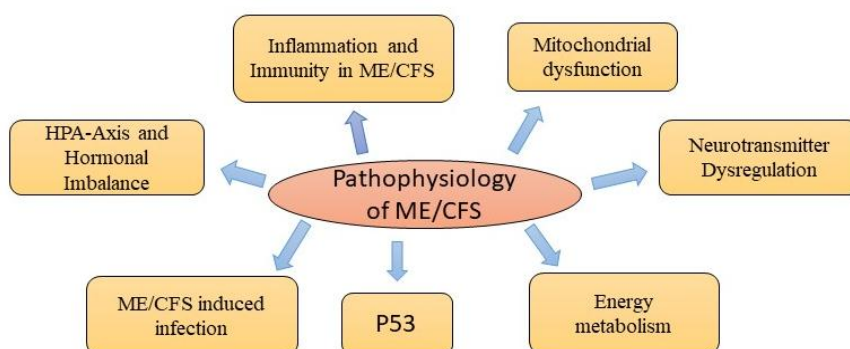 Inflammation and
Immunity in ME/CFS
Mitochondrial
dysfunction
HPA-Axis and
Hormonal
Imbalance
Neurotransmitter
Dysregulation
Pathophysiology
of ME/CFS
ME/CFS induced
infection
P53
Energy
metabolism